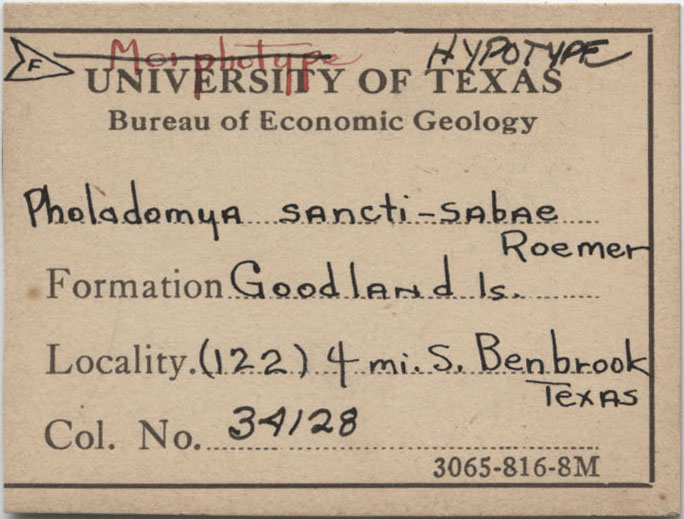 F Morphotype HYPOTYPE
UNIVERSITY OF TEXAS
Bureau of Economic Geology
Pholadomya sancti-sabae
Roemer
Formation Goodland ls.
Locality. (122) 4 mi. S. Benbrook
Texas
Col. No. 34128
3065-816-8M